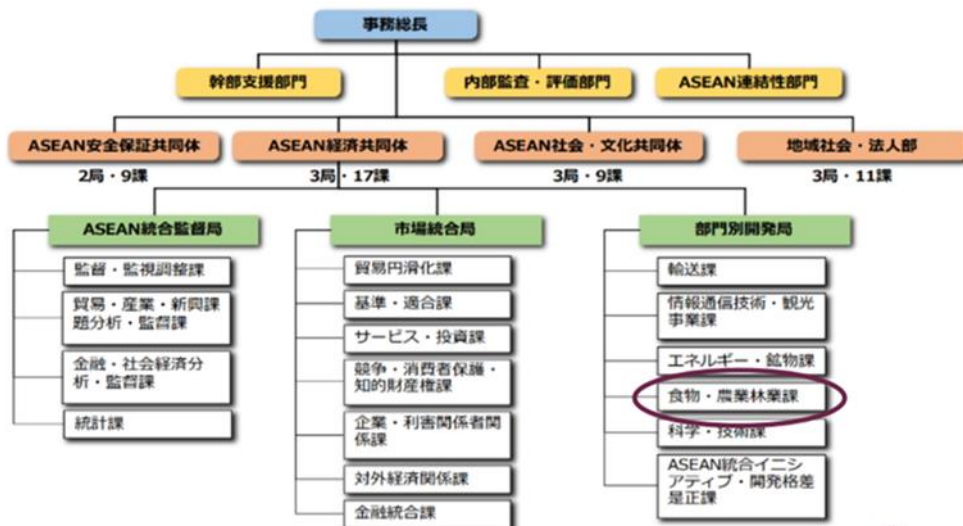 事務総長
幹部支援部門
内部監査・評価部門
ASEAN連結性部門
ASEAN安全保証共同体
ASEAN経済共同体
ASEAN社会・文化共同体
地域社会・法人部
2局・9課
3局・17課
3局・9課
3局・11課
ASEAN統合監督局
監督・監視調整課
貿易・産業・新興課
題分析・監督課
金融・社会経済分
析・監督課
統計課
市場統合局
貿易円滑化課
基準・適合課
サービス・投資課
競争・消費者保護・
知的財産権課
企業・利害関係者関
係課
対外経済関係課
金融統合課
部門別開発局
輸送課
情報通信技術・観光
事業課
エネルギー・鉱物課
食物・農業林業課
科学・技術課
ASEAN統合イニシ
アティブ・開発格差
是正課